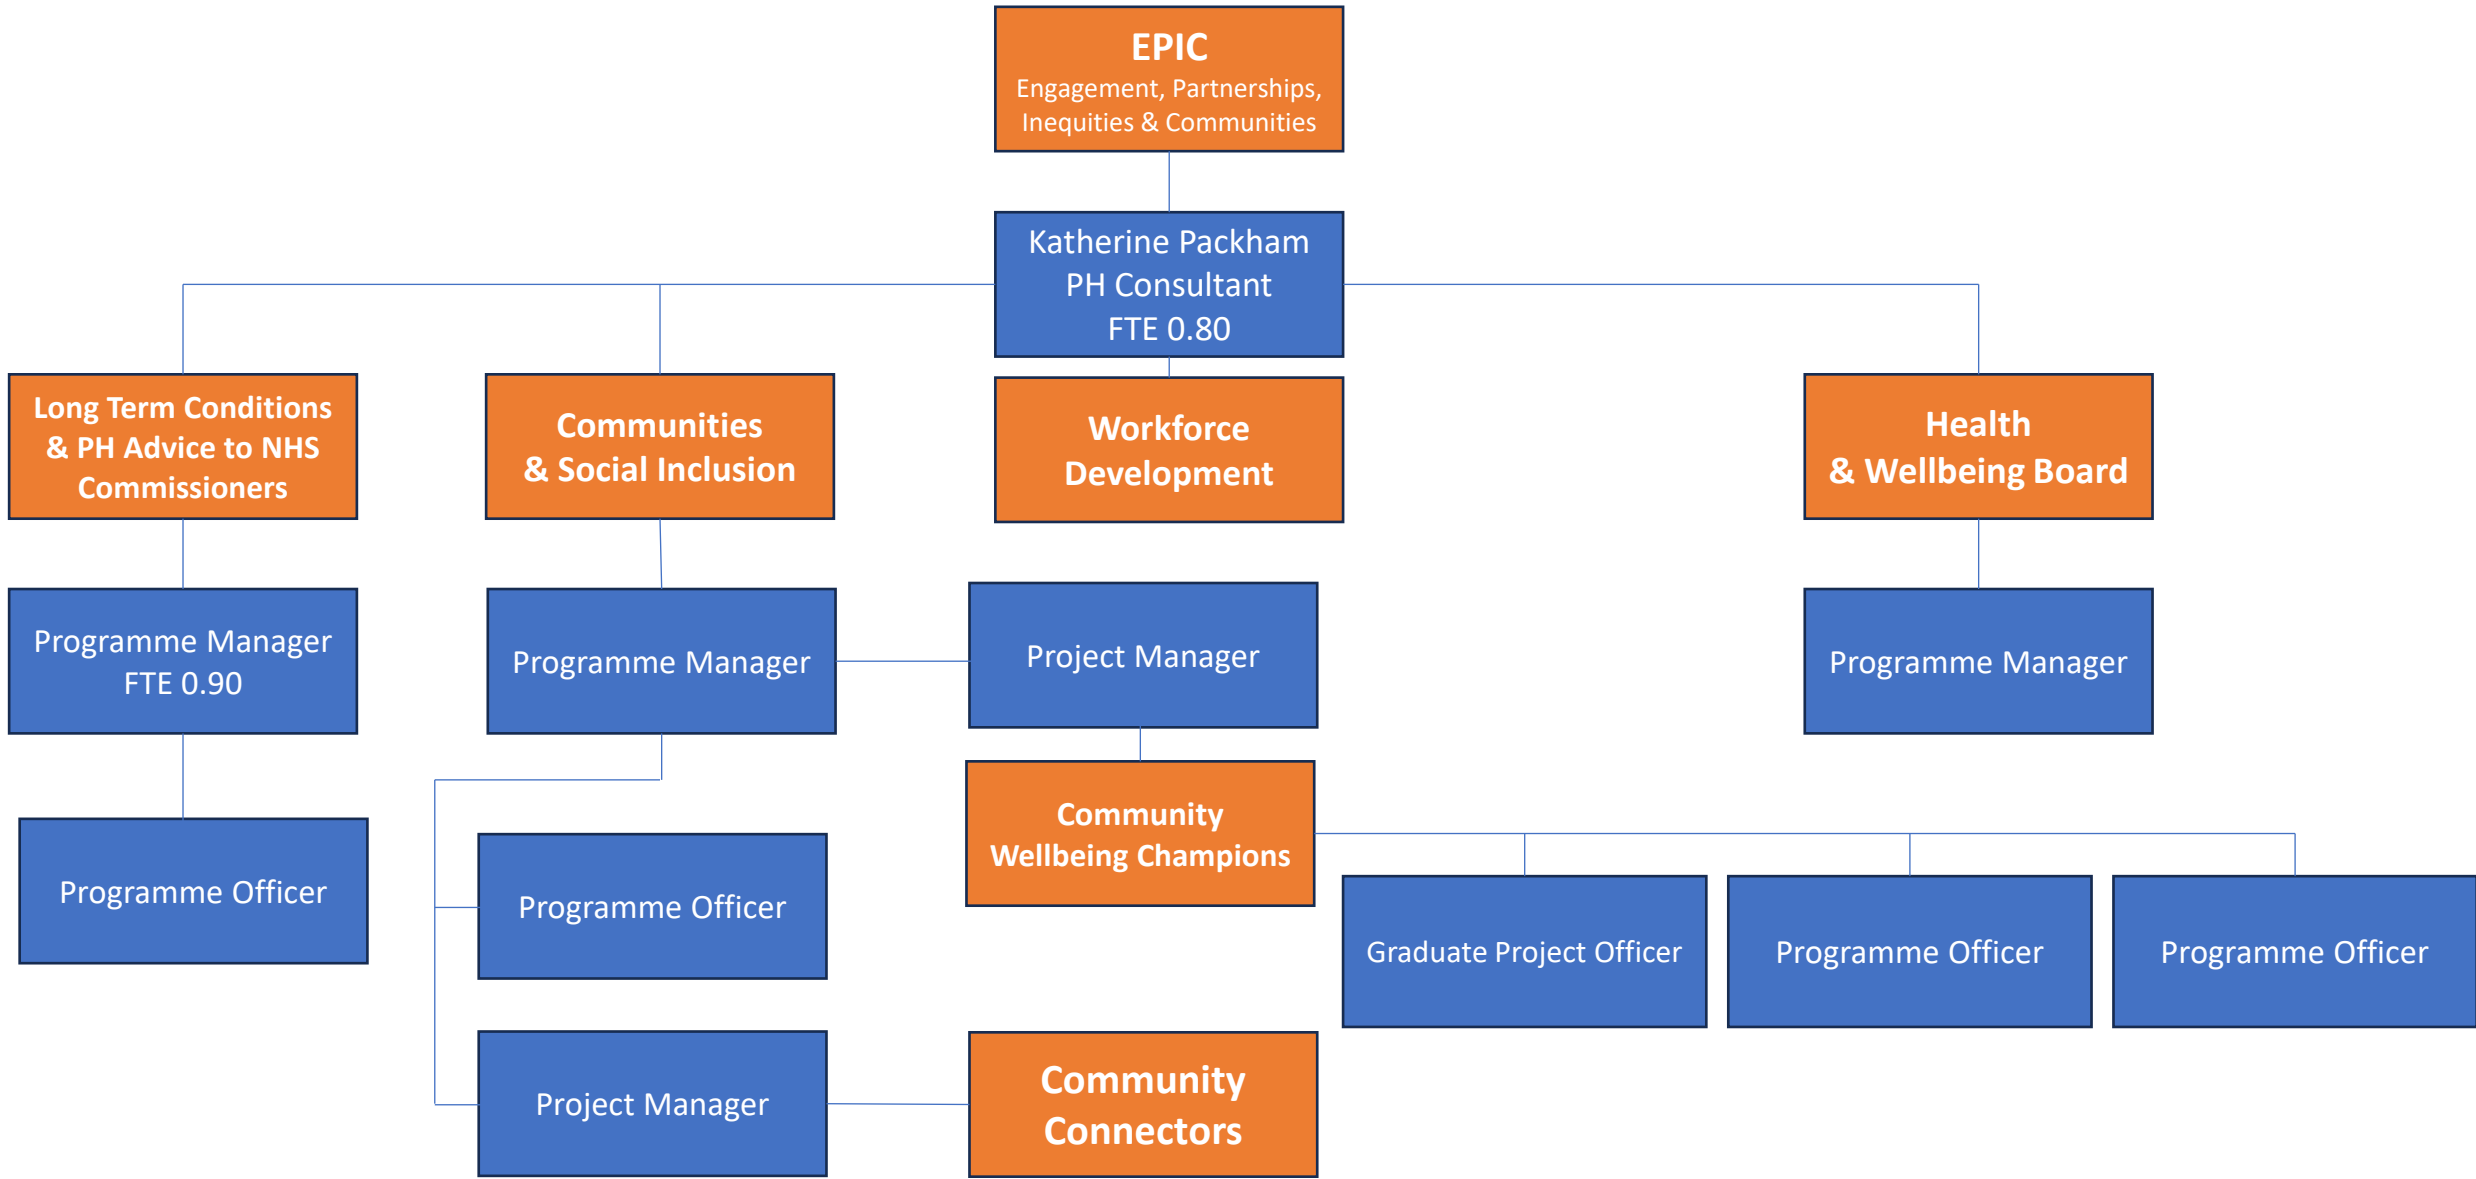 EPIC
Engagement, Partnerships,
Inequities & Communities
Katherine Packham
PH Consultant
FTE 0.80
Long Term Conditions
& PH Advice to NHS
Commissioners
Communities
& Social Inclusion
Workforce
Development
Health
& Wellbeing Board
Programme Manager
FTE 0.90
Programme Manager
Project Manager
Programme Manager
Community
Wellbeing Champions
Programme Officer
Programme Officer
Graduate Project Officer
Programme Officer
Programme Officer
Project Manager
Community
Connectors